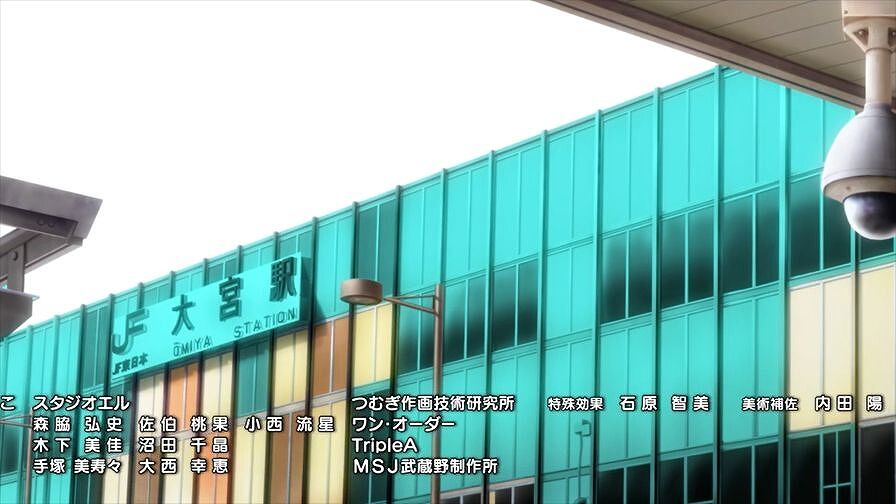 JF 大宮駅
JF東日本 ŌMIYA STATION
こ スタジオエル つむぎ作画技術研究所 特殊効果 石原 智美 美術補佐 内田 陽
森脇 弘史 佐伯 桃果 小西 流星 ワン・オーダー
木下 美佳 沼田 千晶 TripleA
手塚 美寿々 大西 幸恵 MSJ武蔵野制作所